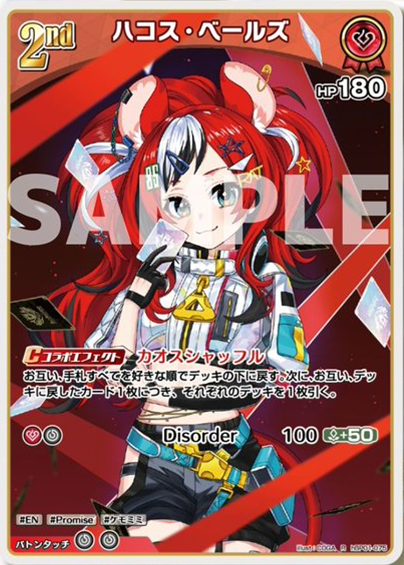 2nd
ハコス・ベールズ
HP180
SAMPLE
コラボエフェクト カオスシャッフル
お互い、手札すべてを好きな順でデッキの下に戻す。次に、お互い、デッ
キに戻したカード1枚につき、それぞれのデッキを1枚引く。
Disorder 100 +50
#EN #Promise #ケモミミ
バトンタッチ
illust : COGA R hBP01-075